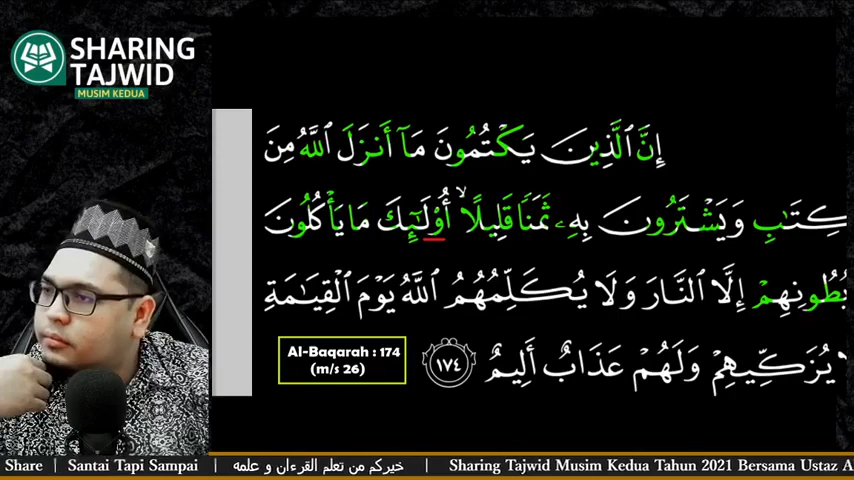 SHARING
TAJWID
MUSIM KEDUA
إِنَّ ٱلَّذِينَ يَكْتُمُونَ مَآ أَنزَلَ ٱللَّهُ مِنَ
كِتَـٰبِ وَيَشْتَرُونَ بِهِۦ ثَمَنًا قَلِيلًا ۙ أُو۟لَـٰٓئِكَ مَا يَأْكُلُونَ
بُطُونِهِمْ إِلَّا ٱلنَّارَ وَلَا يُكَلِّمُهُمُ ٱللَّهُ يَوْمَ ٱلْقِيَـٰمَةِ
يُزَكِّيهِمْ وَلَهُمْ عَذَابٌ أَلِيمٌ ١٧٤
Al-Baqarah : 174
(m/s 26)
Share | Santai Tapi Sampai | خيركم من تعلم القرءان و علمه | Sharing Tajwid Musim Kedua Tahun 2021 Bersama Ustaz A